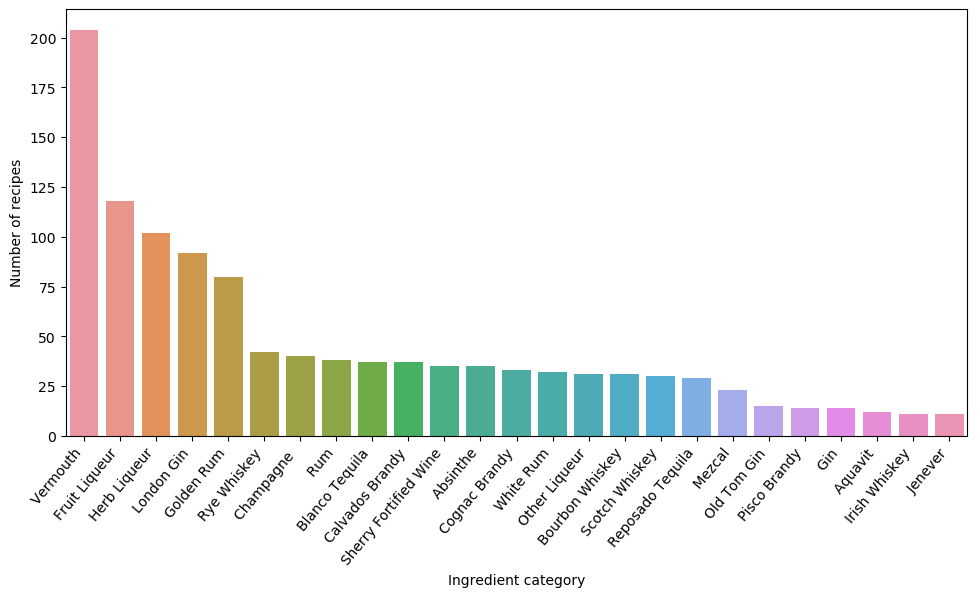 Number of recipes
200
175
150
125
100
75
50
25
0
Vermouth
Fruit Liqueur
Herb Liqueur
London Gin
Golden Rum
Rye Whiskey
Champagne
Rum
Blanco Tequila
Calvados Brandy
Sherry Fortified Wine
Absinthe
Cognac Brandy
White Rum
Other Liqueur
Bourbon Whiskey
Scotch Whiskey
Reposado Tequila
Mezcal
Old Tom Gin
Pisco Brandy
Gin
Aquavit
Irish Whiskey
Jenever
Ingredient category